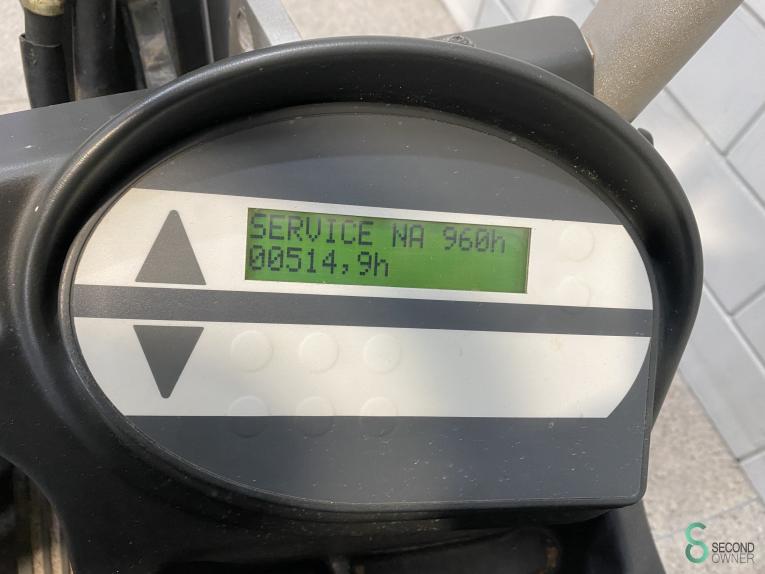 SERVICE NA 960h
00514,9h
SECOND
OWNER